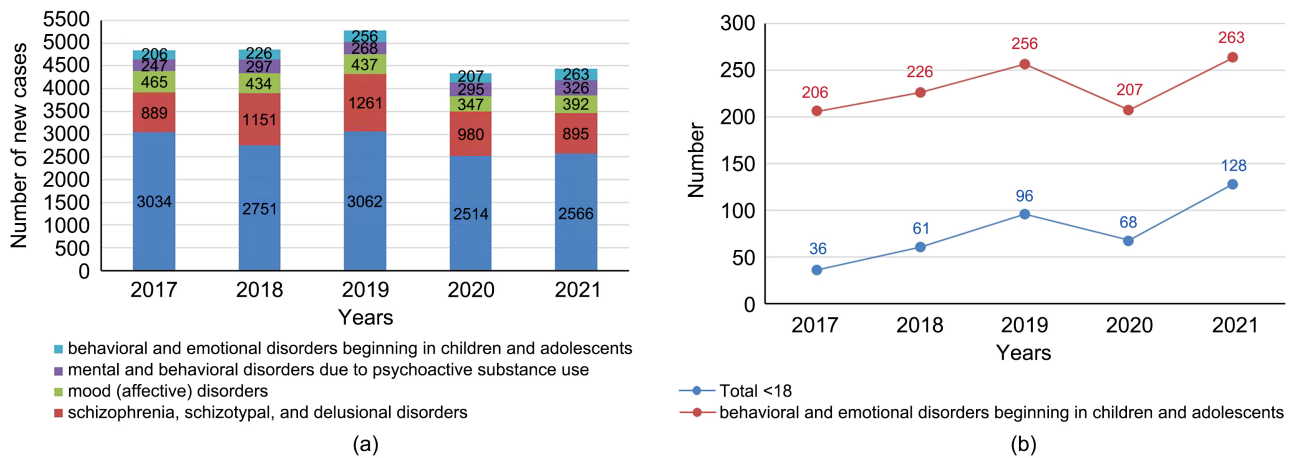 5500
5000
4500
4000
3500
3000
2500
2000
1500
1000
500
0
Number of new cases
206 226 256 207 263
247 297 268 295 326
465 434 437 347 392
889 1151 1261 980 895
3034 2751 3062 2514 2566
2017 2018 2019 2020 2021
Years
behavioral and emotional disorders beginning in children and adolescents
mental and behavioral disorders due to psychoactive substance use
mood (affective) disorders
schizophrenia, schizotypal, and delusional disorders
(a)
300
250
200
150
100
50
0
Number
206 226 256 207 263
36 61 96 68 128
2017 2018 2019 2020 2021
Years
Total <18
behavioral and emotional disorders beginning in children and adolescents
(b)